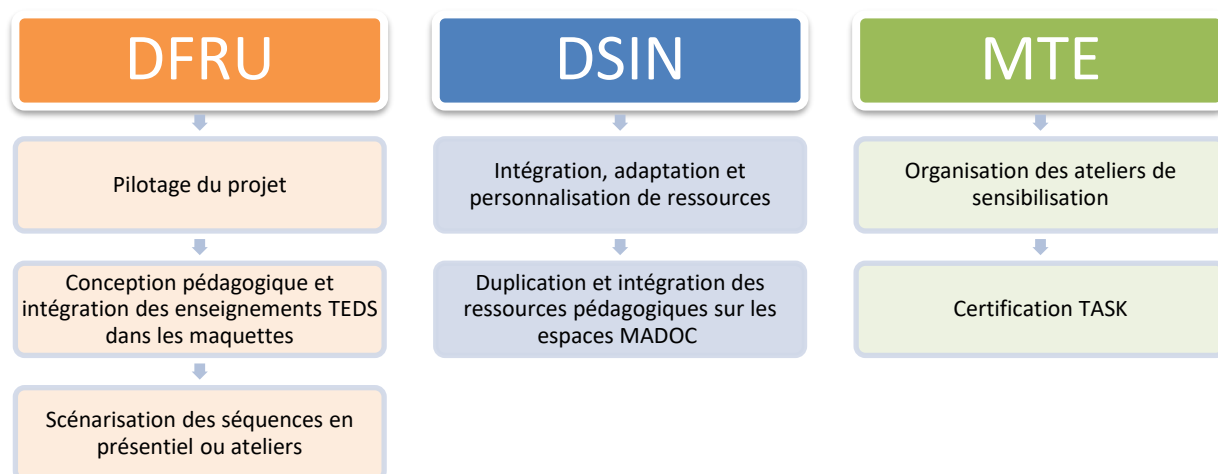 DFRU
Pilotage du projet
Conception pédagogique et
intégration des enseignements TEDS
dans les maquettes
Scénarisation des séquences en
présentiel ou ateliers
DSIN
Intégration, adaptation et
personnalisation de ressources
Duplication et intégration des
ressources pédagogiques sur les
espaces MADOC
MTE
Organisation des ateliers de
sensibilisation
Certification TASK